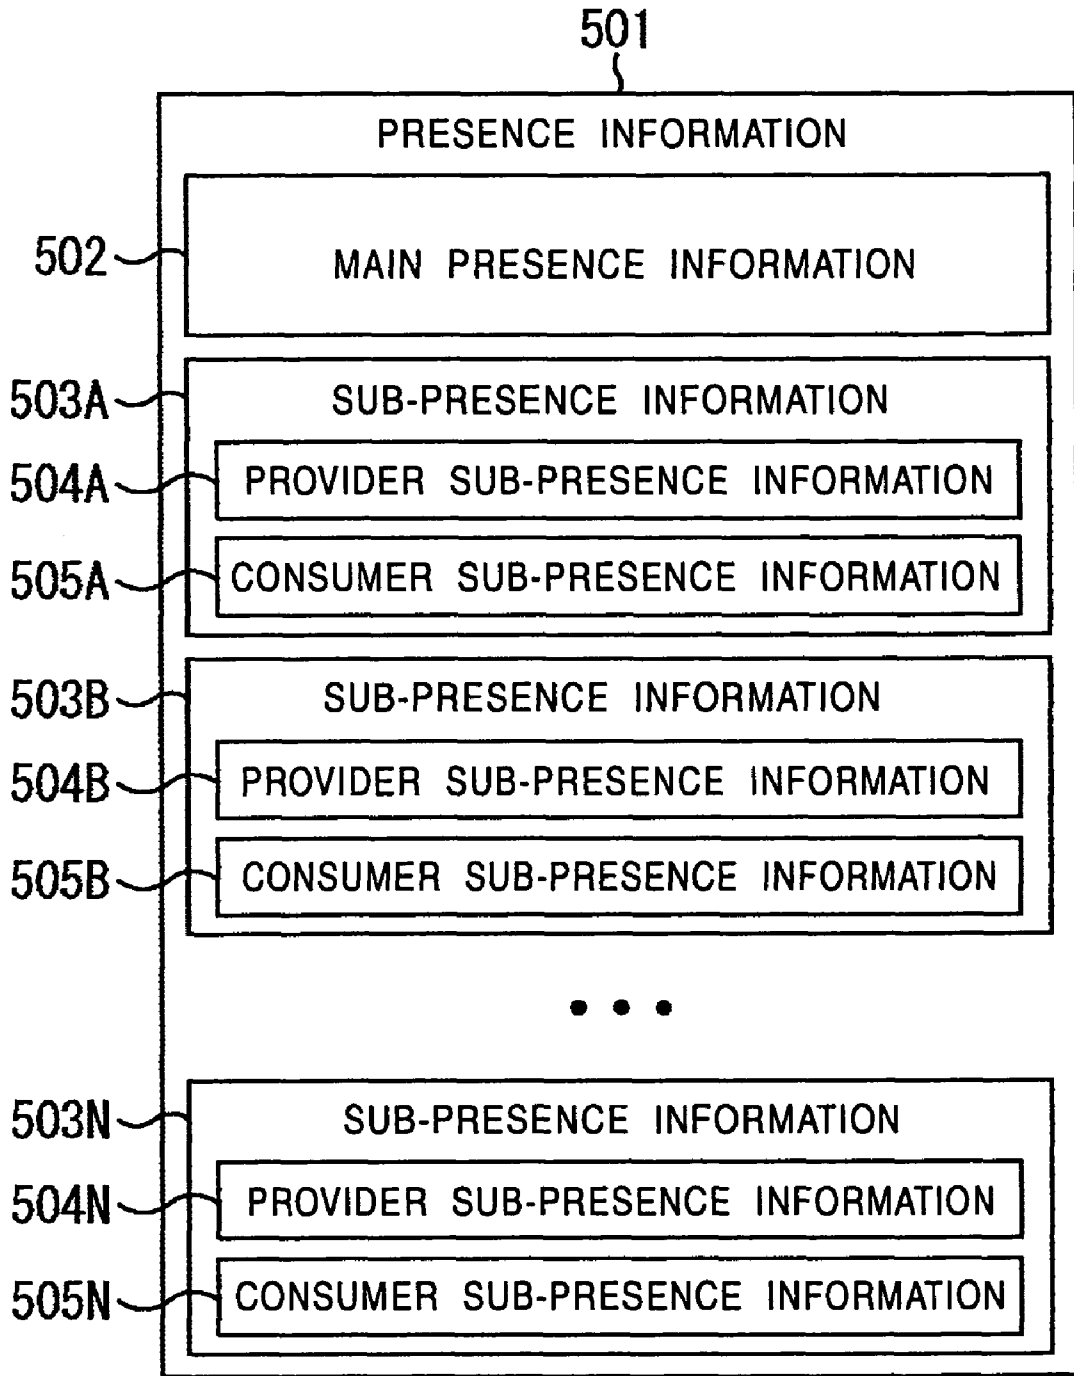 501
PRESENCE INFORMATION
502
MAIN PRESENCE INFORMATION
503A
SUB-PRESENCE INFORMATION
504A
PROVIDER SUB-PRESENCE INFORMATION
505A
CONSUMER SUB-PRESENCE INFORMATION
503B
SUB-PRESENCE INFORMATION
504B
PROVIDER SUB-PRESENCE INFORMATION
505B
CONSUMER SUB-PRESENCE INFORMATION
• • •
503N
SUB-PRESENCE INFORMATION
504N
PROVIDER SUB-PRESENCE INFORMATION
505N
CONSUMER SUB-PRESENCE INFORMATION